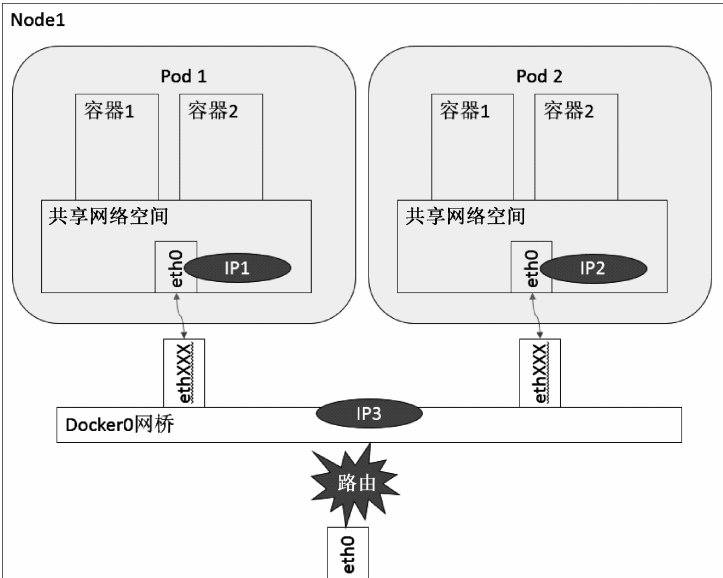 Node1
Pod 1
Pod 2
容器1
容器2
容器1
容器2
共享网络空间
共享网络空间
eth0
IP1
eth0
IP2
ethXXX
ethXXX
IP3
Docker0网桥
路由
eth0